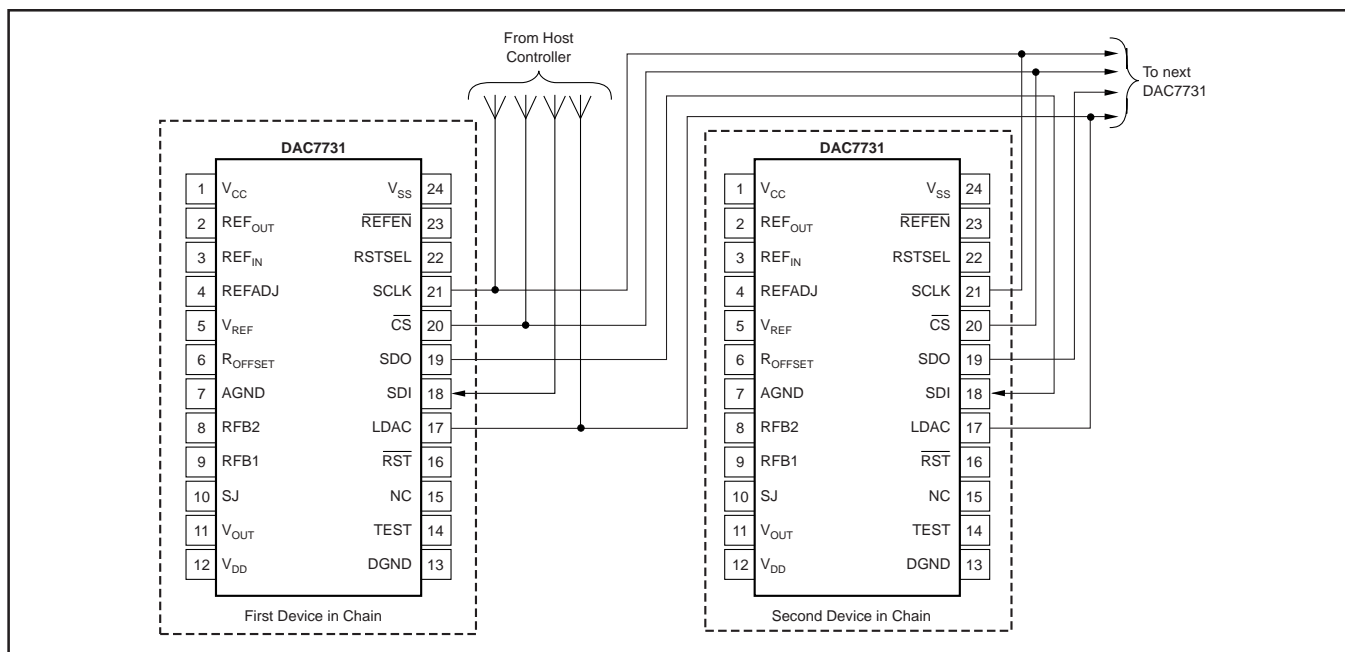 From Host
Controller
To next
DAC7731
DAC7731
1 VCC VSS 24
2 REFOUT REFEN 23
3 REFIN RSTSEL 22
4 REFADJ SCLK 21
5 VREF CS 20
6 ROFFSET SDO 19
7 AGND SDI 18
8 RFB2 LDAC 17
9 RFB1 RST 16
10 SJ NC 15
11 VOUT TEST 14
12 VDD DGND 13
First Device in Chain
DAC7731
1 VCC VSS 24
2 REFOUT REFEN 23
3 REFIN RSTSEL 22
4 REFADJ SCLK 21
5 VREF CS 20
6 ROFFSET SDO 19
7 AGND SDI 18
8 RFB2 LDAC 17
9 RFB1 RST 16
10 SJ NC 15
11 VOUT TEST 14
12 VDD DGND 13
Second Device in Chain